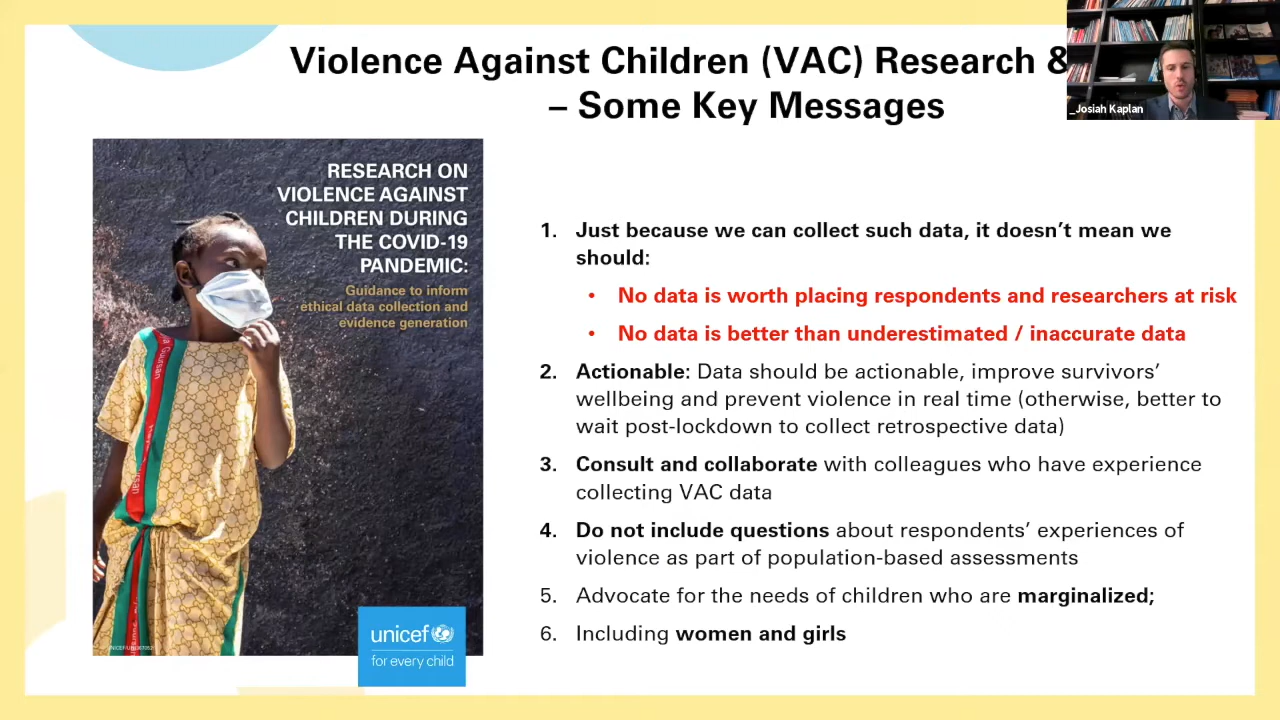 Violence Against Children (VAC) Research &
– Some Key Messages
_Josiah Kaplan
RESEARCH ON
VIOLENCE AGAINST
CHILDREN DURING
THE COVID-19
PANDEMIC:
Guidance to inform
ethical data collection and
evidence generation
unicef
for every child
1. Just because we can collect such data, it doesn’t mean we
should:
• No data is worth placing respondents and researchers at risk
• No data is better than underestimated / inaccurate data
2. Actionable: Data should be actionable, improve survivors’
wellbeing and prevent violence in real time (otherwise, better to
wait post-lockdown to collect retrospective data)
3. Consult and collaborate with colleagues who have experience
collecting VAC data
4. Do not include questions about respondents’ experiences of
violence as part of population-based assessments
5. Advocate for the needs of children who are marginalized;
6. Including women and girls